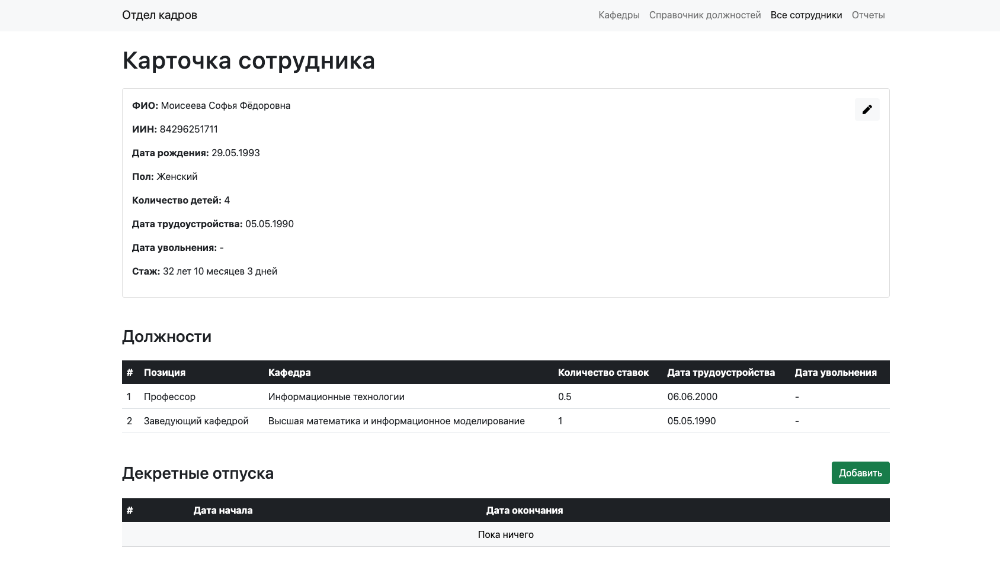 Отдел кадров Кафедры Справочник должностей Все сотрудники Отчеты
Карточка сотрудника
ФИО: Моисеева Софья Фёдоровна
ИИН: 84296251711
Дата рождения: 29.05.1993
Пол: Женский
Количество детей: 4
Дата трудоустройства: 05.05.1990
Дата увольнения: -
Стаж: 32 лет 10 месяцев 3 дней
Должности
# Позиция Кафедра Количество ставок Дата трудоустройства Дата увольнения
1 Профессор Информационные технологии 0.5 06.06.2000 -
2 Заведующий кафедрой Высшая математика и информационное моделирование 1 05.05.1990 -
Декретные отпуска Добавить
# Дата начала Дата окончания
Пока ничего